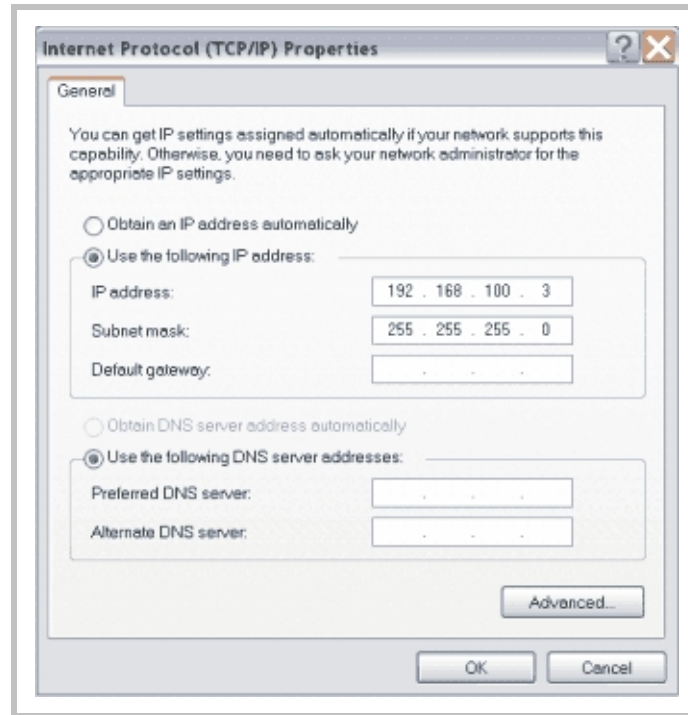 Internet Protocol (TCP/IP) Properties
General
You can get IP settings assigned automatically if your network supports this
capability. Otherwise, you need to ask your network administrator for the
appropriate IP settings.
Obtain an IP address automatically
Use the following IP address:
IP address: 192 . 168 . 100 . 3
Subnet mask: 255 . 255 . 255 . 0
Default gateway: . . .
Obtain DNS server address automatically
Use the following DNS server addresses:
Preferred DNS server: . . .
Alternate DNS server: . . .
Advanced...
OK Cancel